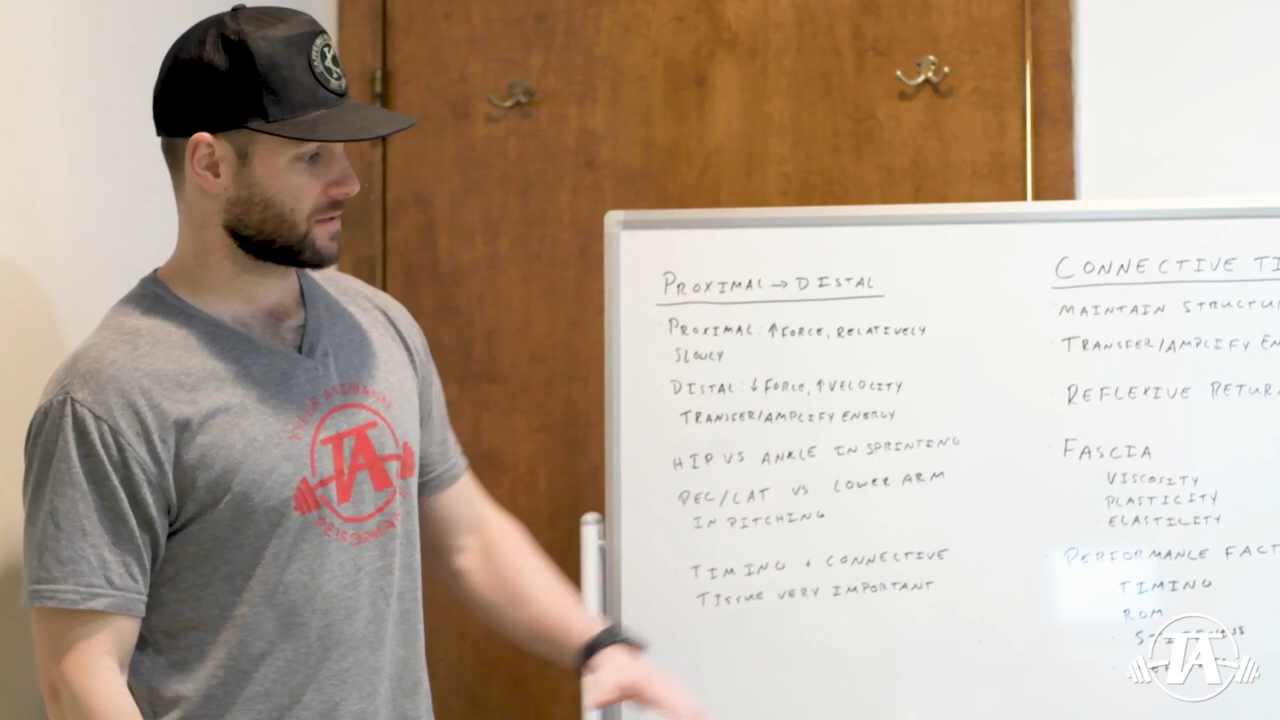 PROXIMAL → DISTAL
PROXIMAL: ↑FORCE, RELATIVELY
SLOWLY
DISTAL: ↓FORCE, ↑VELOCITY
TRANSFER/AMPLIFY ENERGY
HIP VS ANKLE IN SPRINTING
PEC/LAT VS LOWER ARM
IN PITCHING
TIMING + CONNECTIVE
TISSUE VERY IMPORTANT
CONNECTIVE TI
MAINTAIN STRUCTU
TRANSFER/AMPLIFY E
REFLEXIVE RETUR
FASCIA
· VISCOSITY
· PLASTICITY
· ELASTICITY
PERFORMANCE FACT
TIMING
ROM
TA
TA